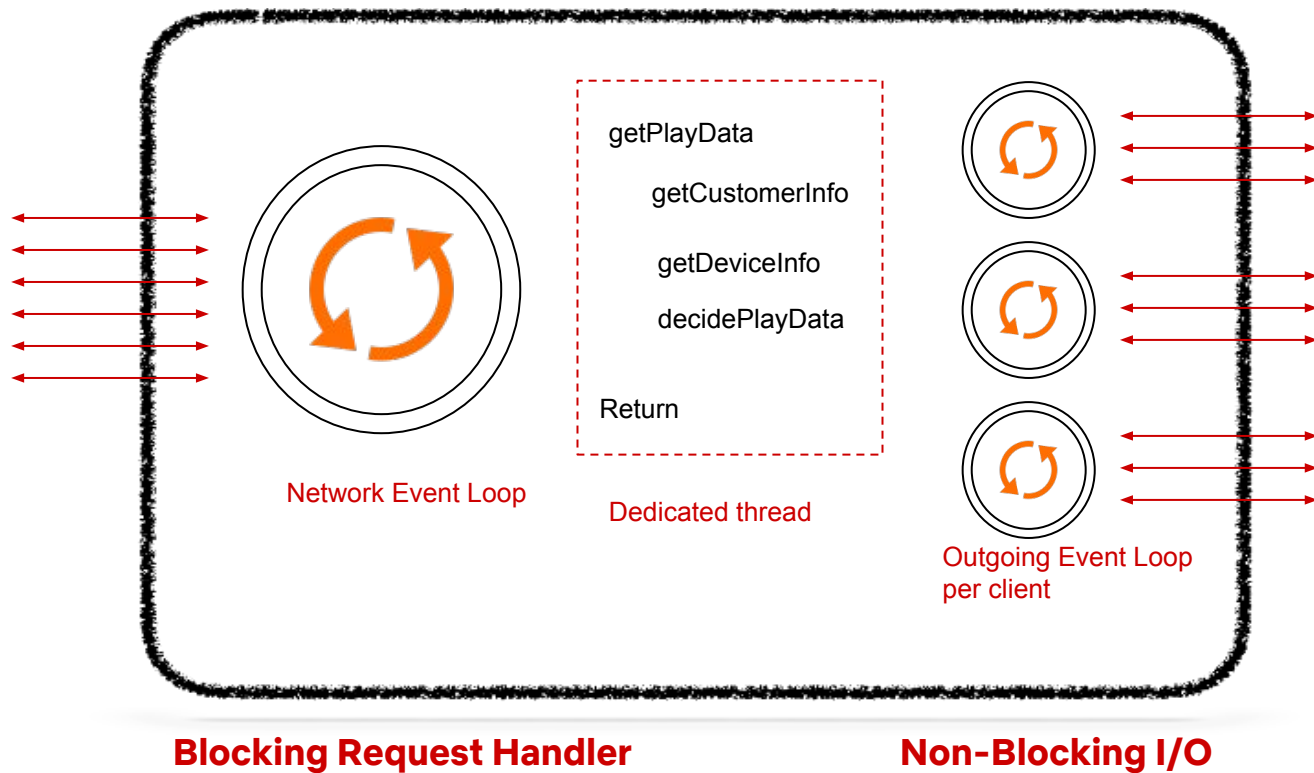 getPlayData
getCustomerInfo
getDeviceInfo
decidePlayData
Return
Network Event Loop
Dedicated thread
Outgoing Event Loop
per client
Blocking Request Handler
Non-Blocking I/O